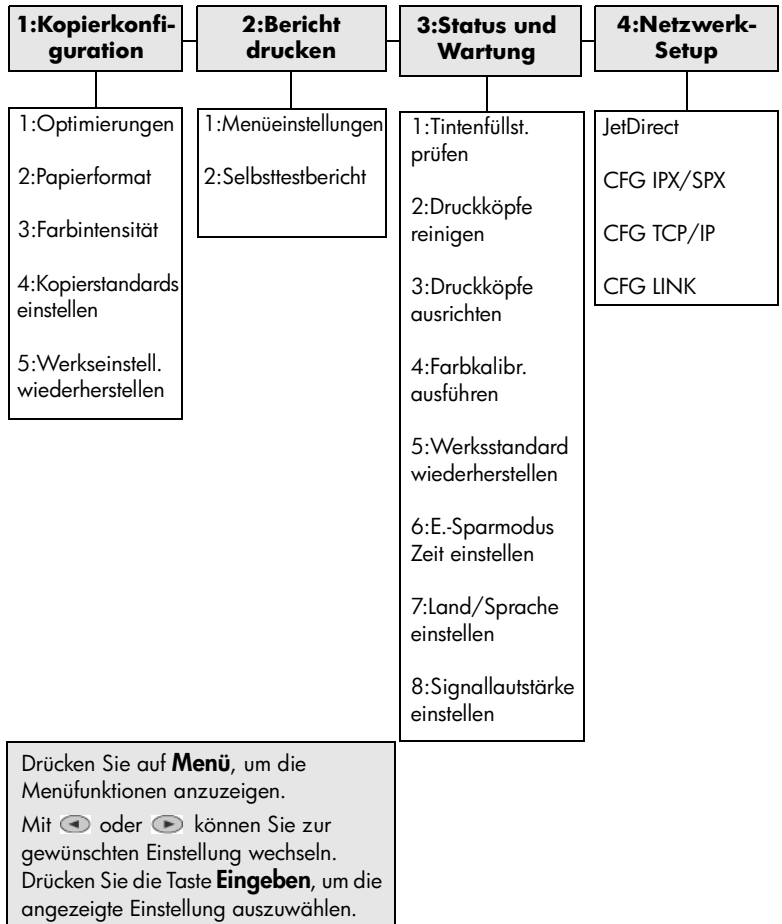 1:Kopierkonfi-
guration
2:Bericht
drucken
3:Status und
Wartung
4:Netzwerk-
Setup
1:Optimierungen
2:Papierformat
3:Farbintensität
4:Kopierstandards
einstellen
5:Werkseinstell.
wiederherstellen
1:Menüeinstellungen
2:Selbsttestbericht
1:Tintenfüllst.
prüfen
2:Druckköpfe
reinigen
3:Druckköpfe
ausrichten
4:Farbkalibr.
ausführen
5:Werksstandard
wiederherstellen
6:E.-Sparmodus
Zeit einstellen
7:Land/Sprache
einstellen
8:Signallautstärke
einstellen
JetDirect
CFG IPX/SPX
CFG TCP/IP
CFG LINK
Drücken Sie auf Menü, um die
Menüfunktionen anzuzeigen.
Mit oder können Sie zur
gewünschten Einstellung wechseln.
Drücken Sie die Taste Eingeben, um die
angezeigte Einstellung auszuwählen.